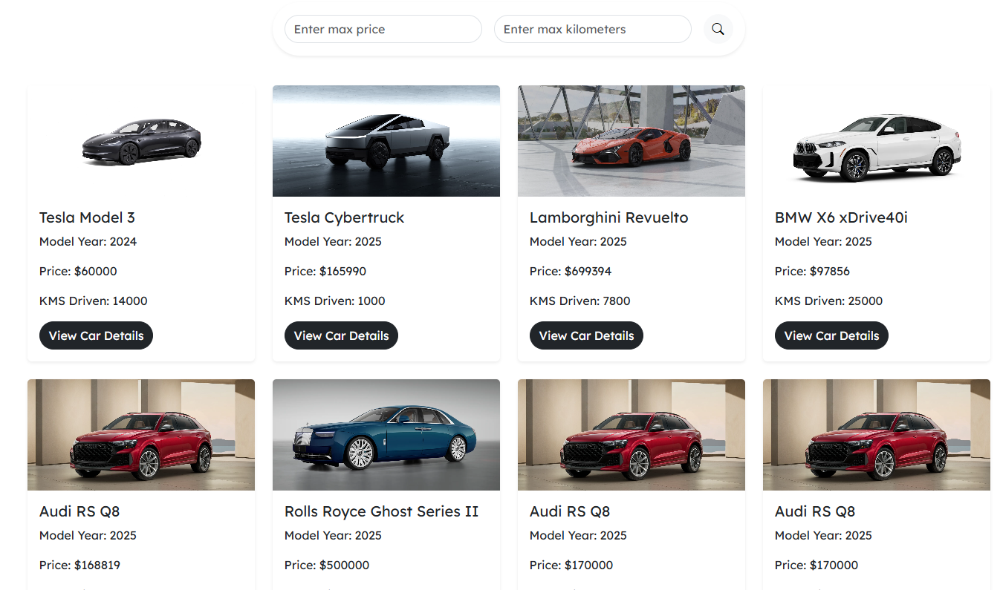 Enter max price
Enter max kilometers
Tesla Model 3
Model Year: 2024
Price: $60000
KMS Driven: 14000
View Car Details
Tesla Cybertruck
Model Year: 2025
Price: $165990
KMS Driven: 1000
View Car Details
Lamborghini Revuelto
Model Year: 2025
Price: $699394
KMS Driven: 7800
View Car Details
BMW X6 xDrive40i
Model Year: 2025
Price: $97856
KMS Driven: 25000
View Car Details
Audi RS Q8
Model Year: 2025
Price: $168819
Rolls Royce Ghost Series II
Model Year: 2025
Price: $500000
Audi RS Q8
Model Year: 2025
Price: $170000
Audi RS Q8
Model Year: 2025
Price: $170000